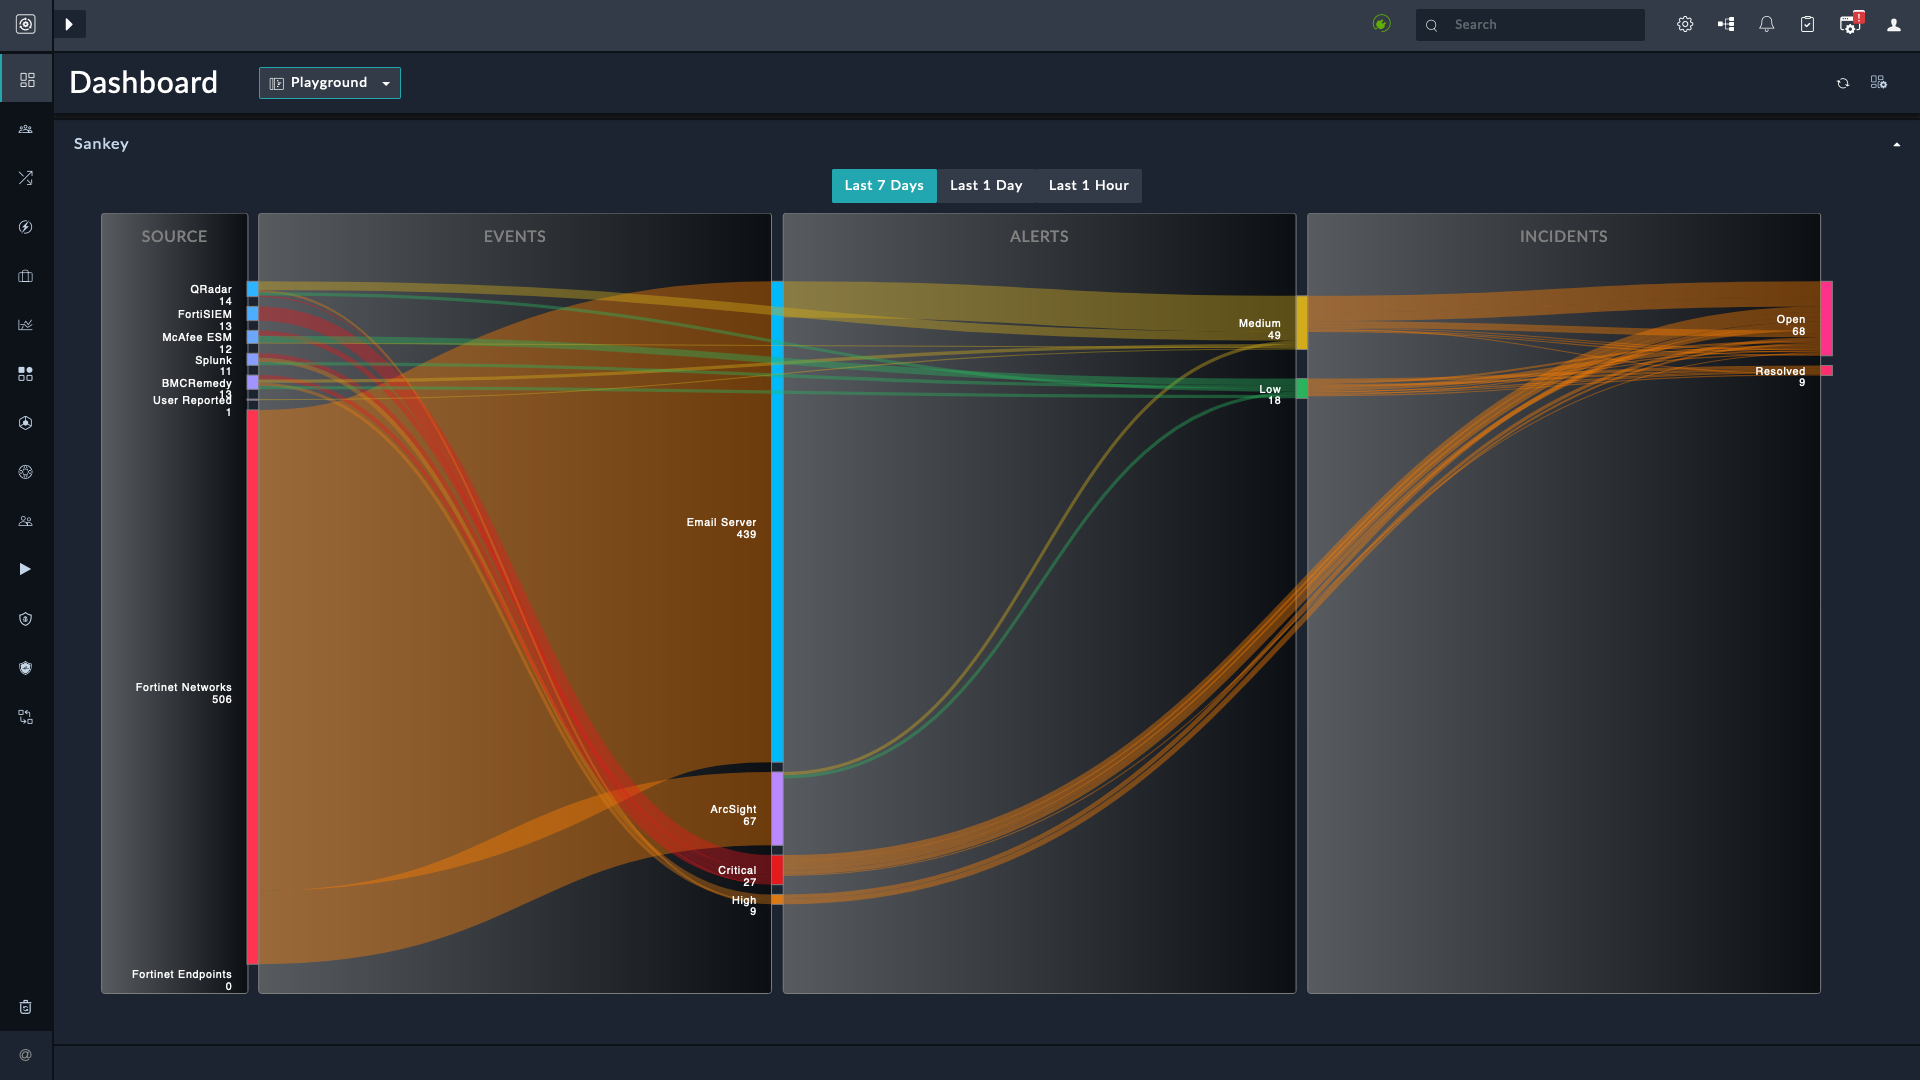 Search
!
Dashboard
Playground
Sankey
Last 7 Days
Last 1 Day
Last 1 Hour
SOURCE
EVENTS
ALERTS
INCIDENTS
QRadar
14
FortiSIEM
13
McAfee ESM
12
Splunk
11
BMCRemedy
13
User Reported
1
Fortinet Networks
506
Fortinet Endpoints
0
Email Server
439
ArcSight
67
Critical
27
High
9
Medium
49
Low
18
Open
68
Resolved
9
@